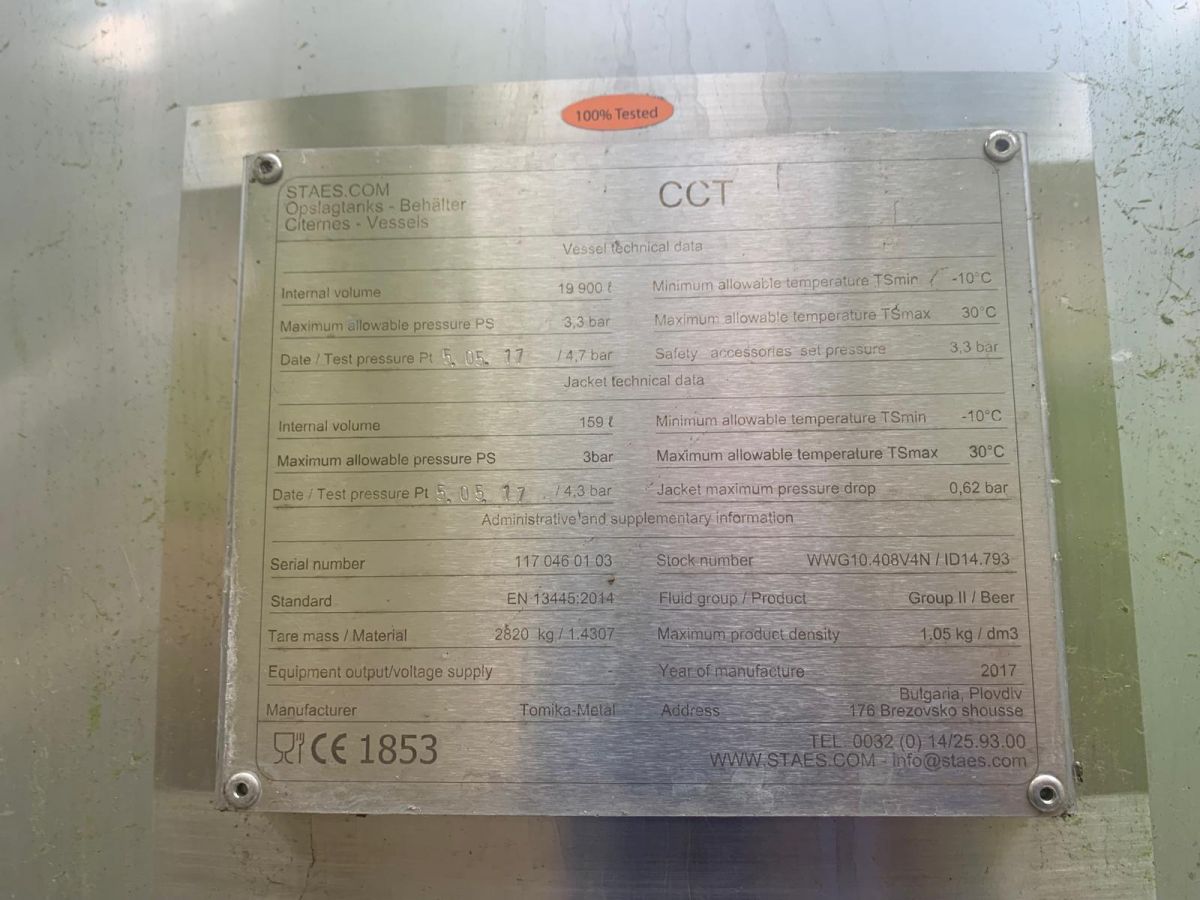 100% Tested
STAES.COM
Opslagtanks - Behälter
Citernes - Vessels
CCT
Vessel technical data
Internal volume 19 900 ℓ Minimum allowable temperature TSmin -10°C
Maximum allowable pressure PS 3,3 bar Maximum allowable temperature TSmax 30°C
Date / Test pressure Pt 5. 05. 17 / 4,7 bar Safety accessories set pressure 3,3 bar
Jacket technical data
Internal volume 159 ℓ Minimum allowable temperature TSmin -10°C
Maximum allowable pressure PS 3bar Maximum allowable temperature TSmax 30°C
Date / Test pressure Pt 5. 05. 17 / 4,3 bar Jacket maximum pressure drop 0,62 bar
Administrative and supplementary information
Serial number 117 046 01 03 Stock number WWG10.408V4N / ID14.793
Standard EN 13445:2014 Fluid group / Product Group II / Beer
Tare mass / Material 2820 kg / 1.4307 Maximum product density 1.05 kg / dm3
Equipment output/voltage supply - Year of manufacture 2017
Manufacturer Tomika-Metal Address Bulgaria, Plovdiv
176 Brezovsko shousse
CE 1853
TEL. 0032 (0) 14/25.93.00
WWW.STAES.COM - info@staes.com